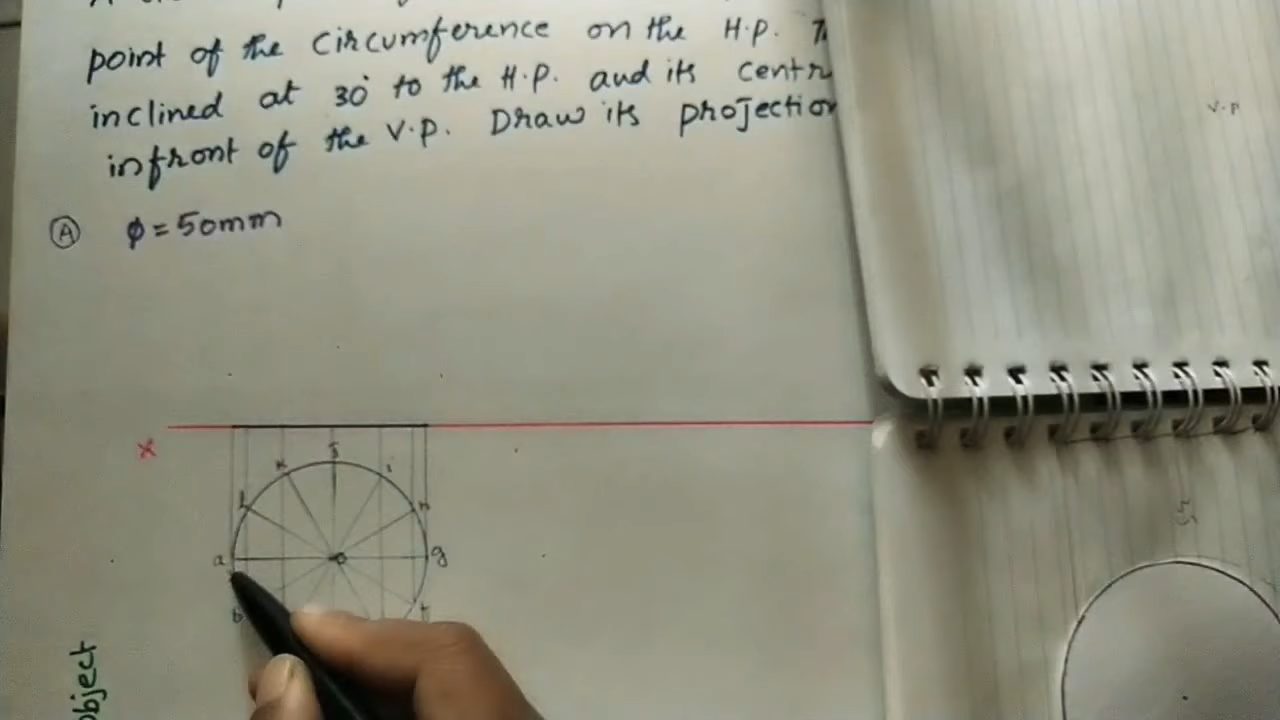 point of the circumference on the H.P.
inclined at 30° to the H.P. and its centr
infront of the V.P. Draw its projection
A φ = 50mm
X
j
k i
l h
a o g
b f
object
V.P